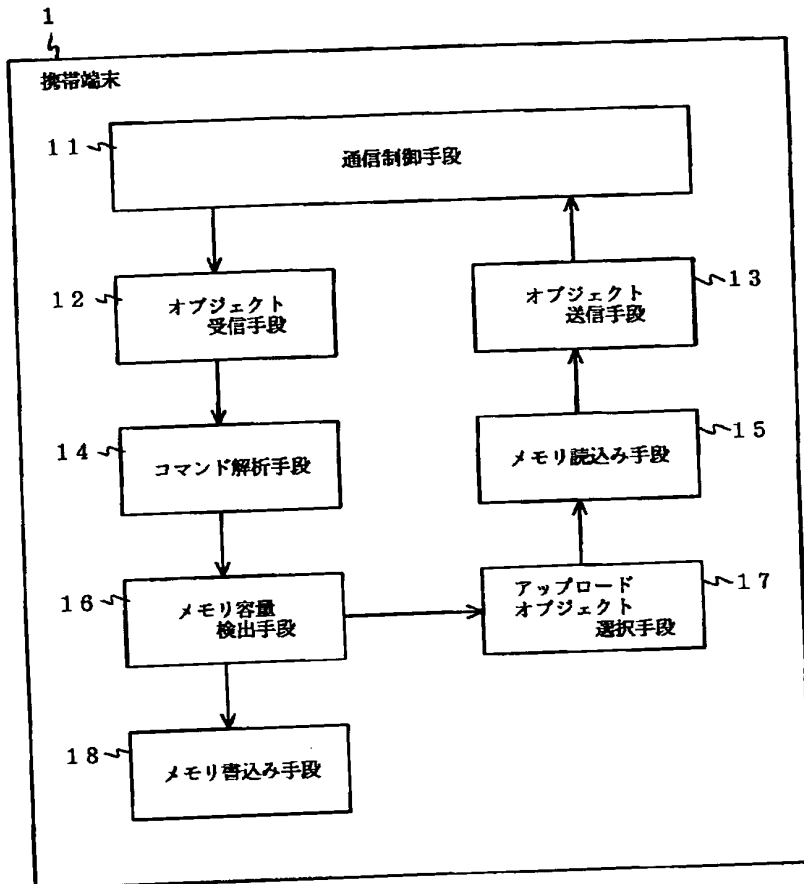 1
携帯端末
11
通信制御手段
12
オブジェクト
受信手段
オブジェクト
送信手段
13
14
コマンド解析手段
メモリ読込み手段
15
16
メモリ容量
検出手段
アップロード
オブジェクト
選択手段
17
18
メモリ書込み手段